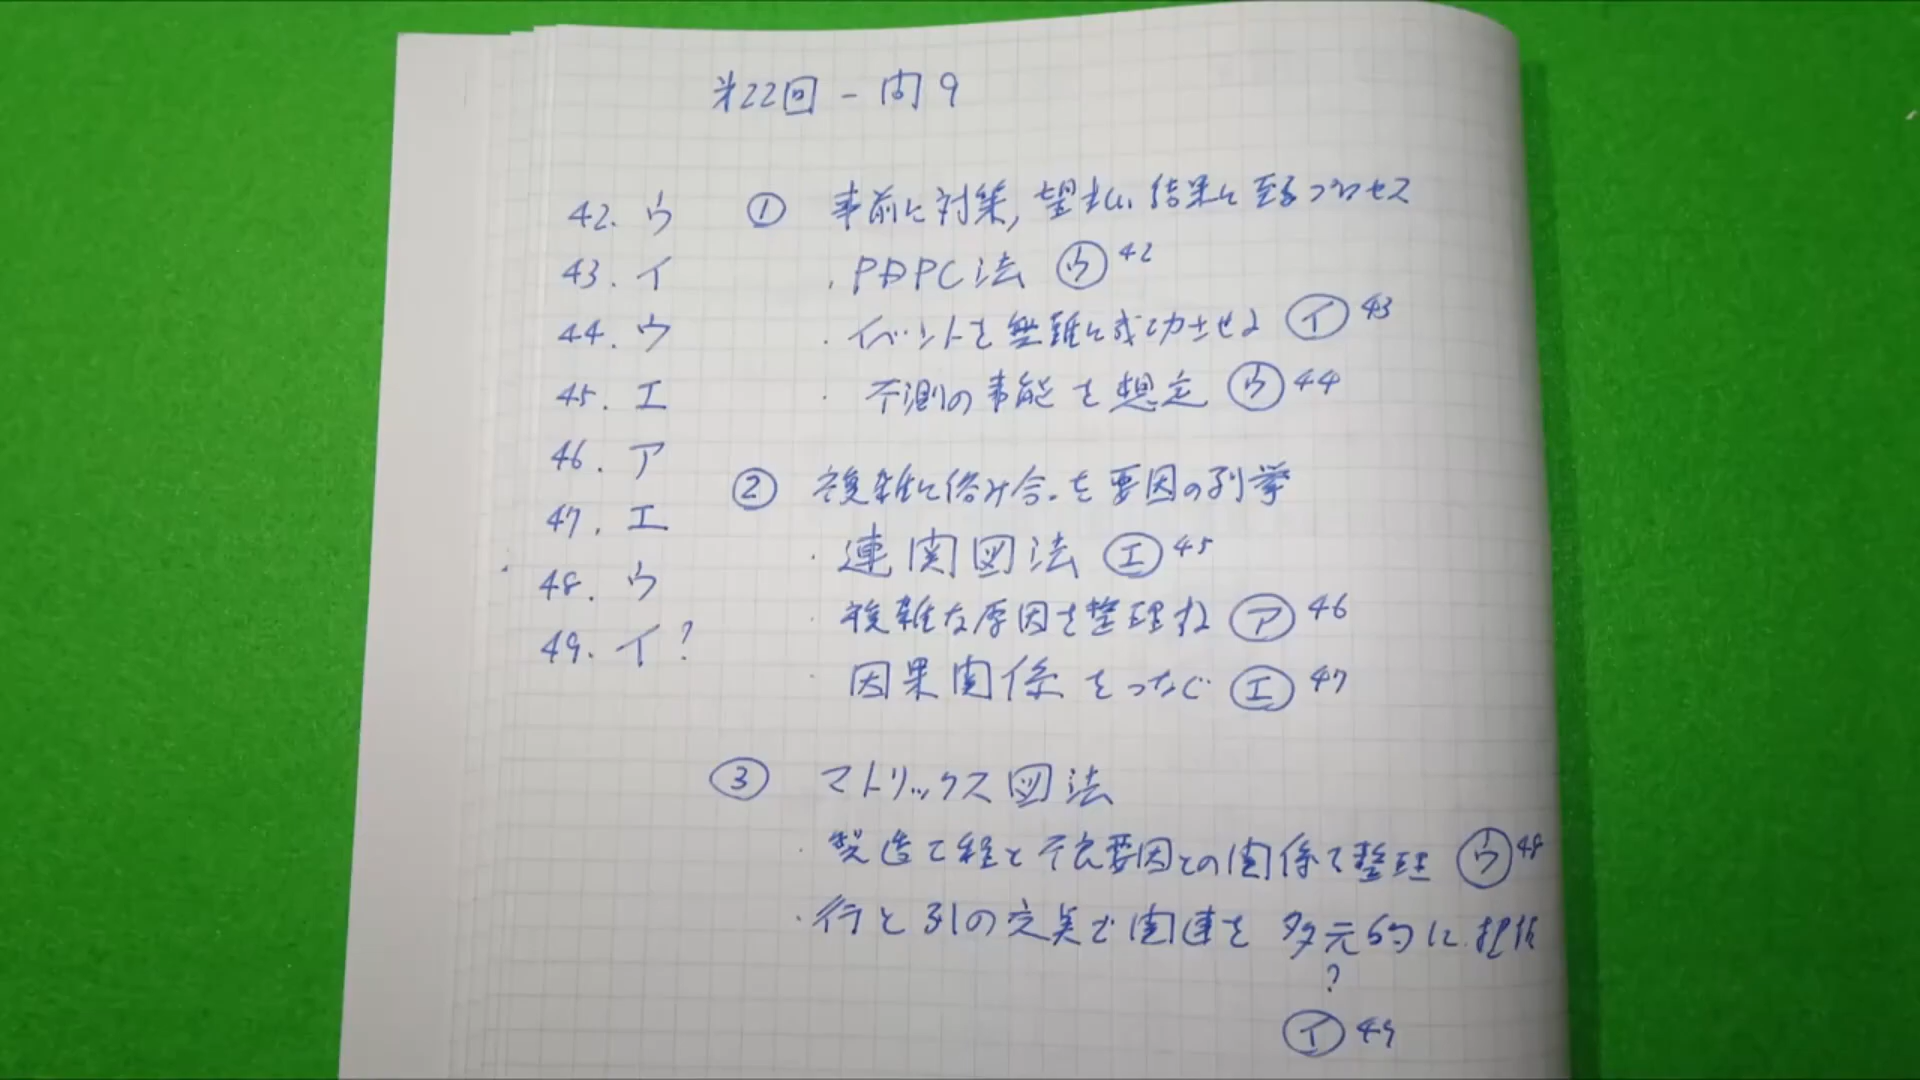 第22回 - 問9
42. ウ
43. イ
44. ウ
45. エ
46. ア
47. エ
48. ウ
49. イ?
① 事前に対策, 望ましい結果に至るプロセス
・PDPC法 ウ 42
・イベントを無難に成功させる イ 43
・不測の事態を想定 ウ 44
② 複雑に絡み合った要因の列挙
・連関図法 エ 45
・複雑な原因を整理する ア 46
・因果関係をつなぐ エ 47
③ マトリックス図法
・製造工程と不良要因との関係を整理 ウ 48
・行と列の交差で関連を多元的に把握
?
イ 49